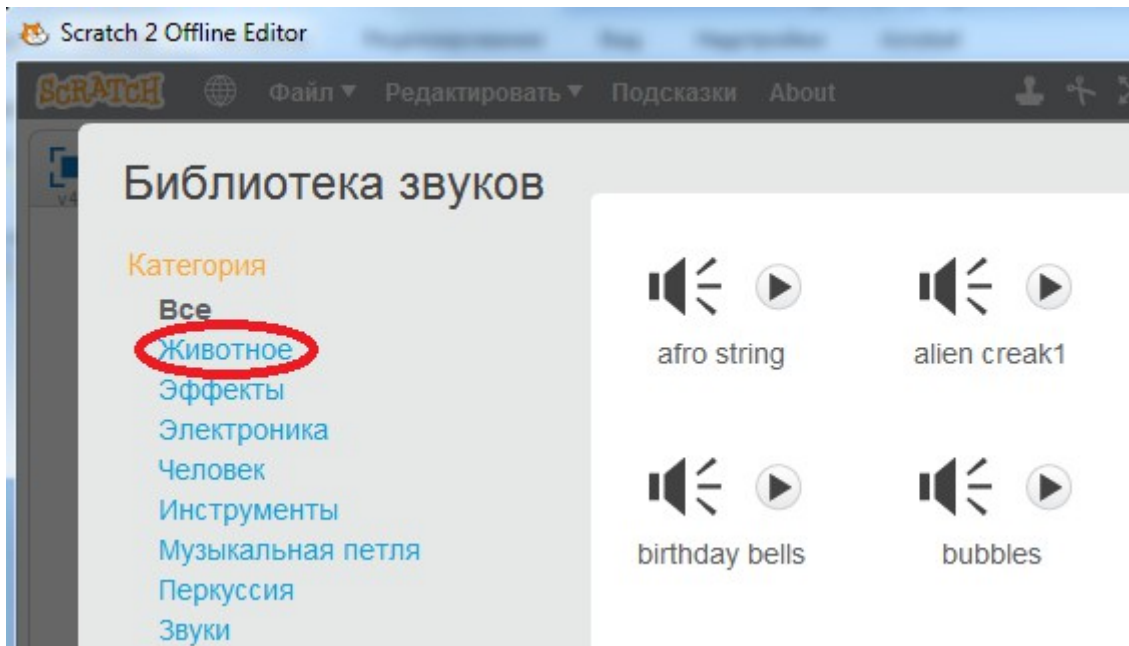 Scratch 2 Offline Editor
SCRATCH Файл Редактировать Подсказки About
v4
Библиотека звуков
Категория
Все
Животное
Эффекты
Электроника
Человек
Инструменты
Музыкальная петля
Перкуссия
Звуки
afro string alien creak1
birthday bells bubbles